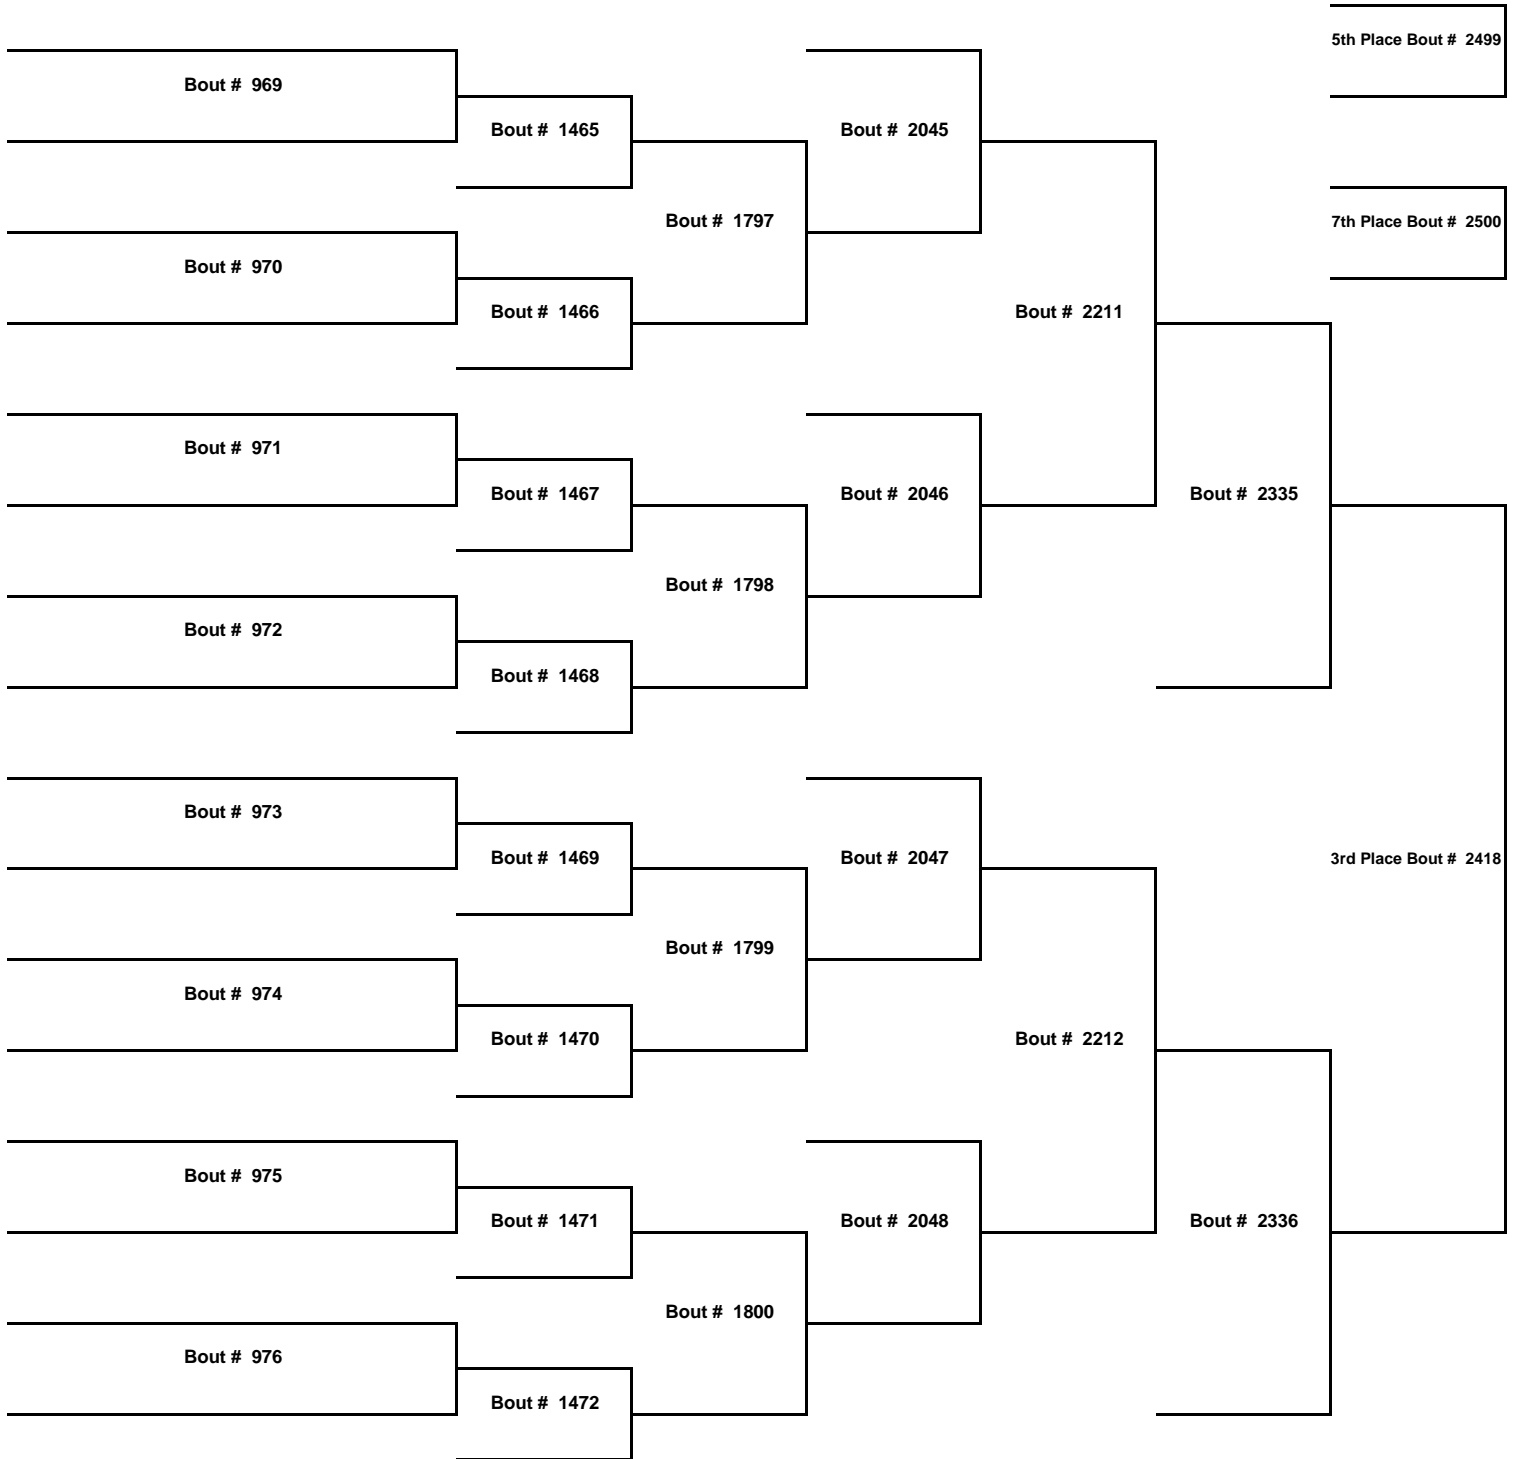 5th Place Bout # 2499
Bout # 969
Bout # 1465
Bout # 2045
Bout # 1797
7th Place Bout # 2500
Bout # 970
Bout # 1466
Bout # 2211
Bout # 971
Bout # 1467
Bout # 2046
Bout # 2335
Bout # 1798
Bout # 972
Bout # 1468
Bout # 973
Bout # 1469
Bout # 2047
3rd Place Bout # 2418
Bout # 1799
Bout # 974
Bout # 1470
Bout # 2212
Bout # 975
Bout # 1471
Bout # 2048
Bout # 2336
Bout # 1800
Bout # 976
Bout # 1472